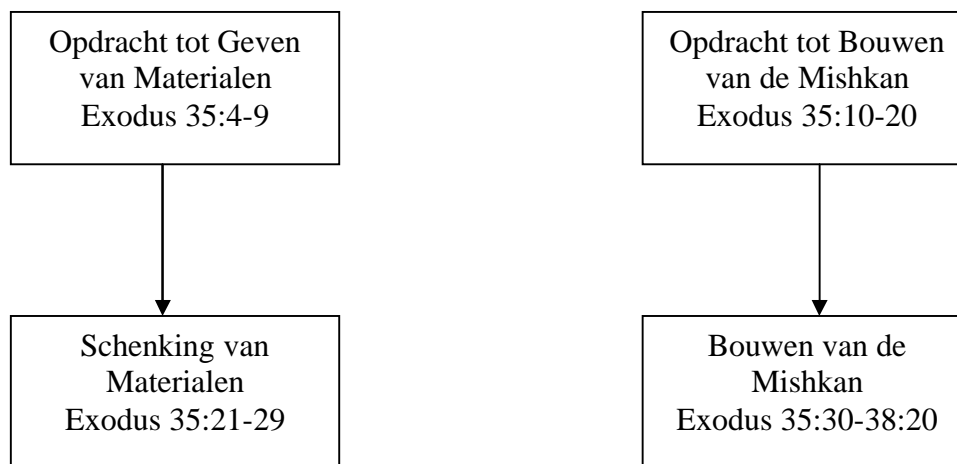 Opdracht tot Geven
van Materialen
Exodus 35:4-9
Opdracht tot Bouwen
van de Mishkan
Exodus 35:10-20
Schenking van
Materialen
Exodus 35:21-29
Bouwen van de
Mishkan
Exodus 35:30-38:20